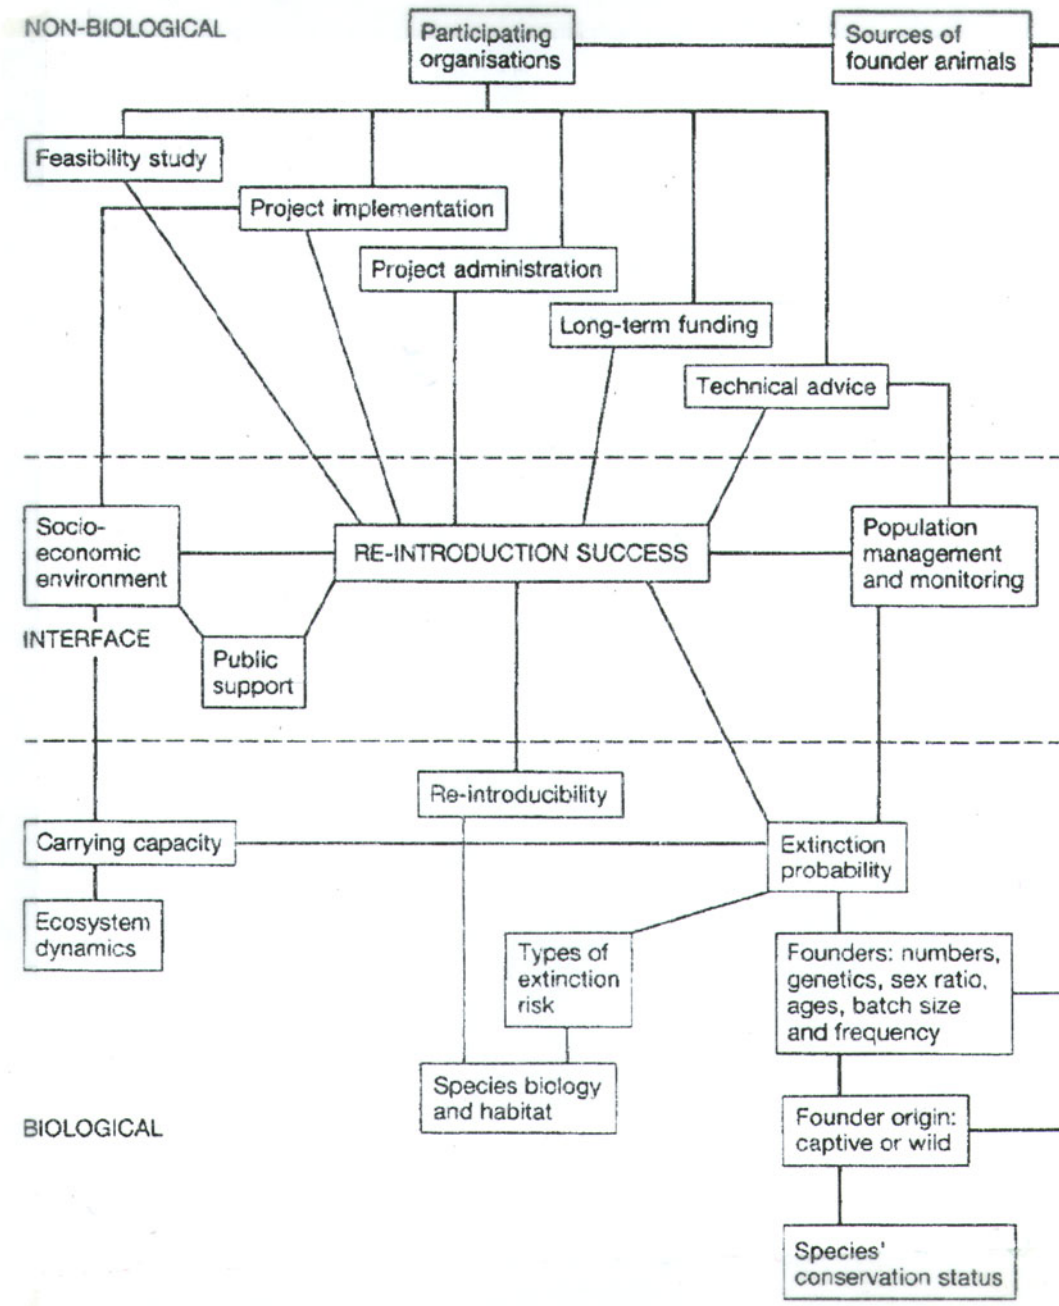 NON-BIOLOGICAL
Participating
organisations
Sources of
founder animals
Feasibility study
Project implementation
Project administration
Long-term funding
Technical advice
Socio-
economic
environment
RE-INTRODUCTION SUCCESS
Population
management
and monitoring
INTERFACE
Public
support
Re-introducibility
Carrying capacity
Extinction
probability
Ecosystem
dynamics
Types of
extinction
risk
Founders: numbers,
genetics, sex ratio,
ages, batch size
and frequency
Species biology
and habitat
BIOLOGICAL
Founder origin:
captive or wild
Species'
conservation status